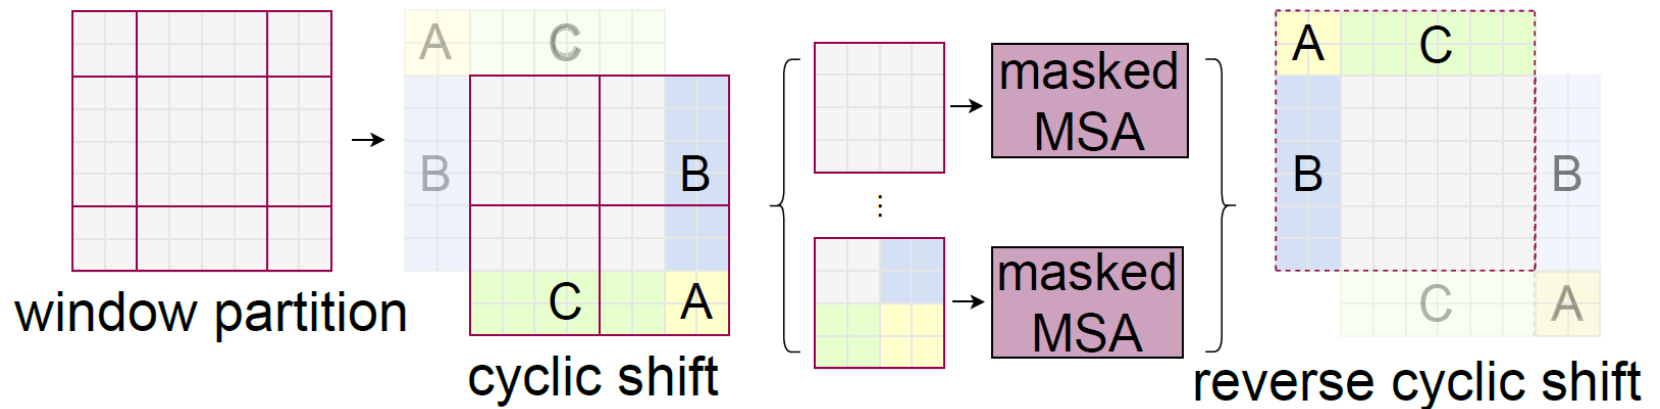 A
C
B
B
C
A
window partition
cyclic shift
masked
MSA
⋮
masked
MSA
A
C
B
B
C
A
reverse cyclic shift